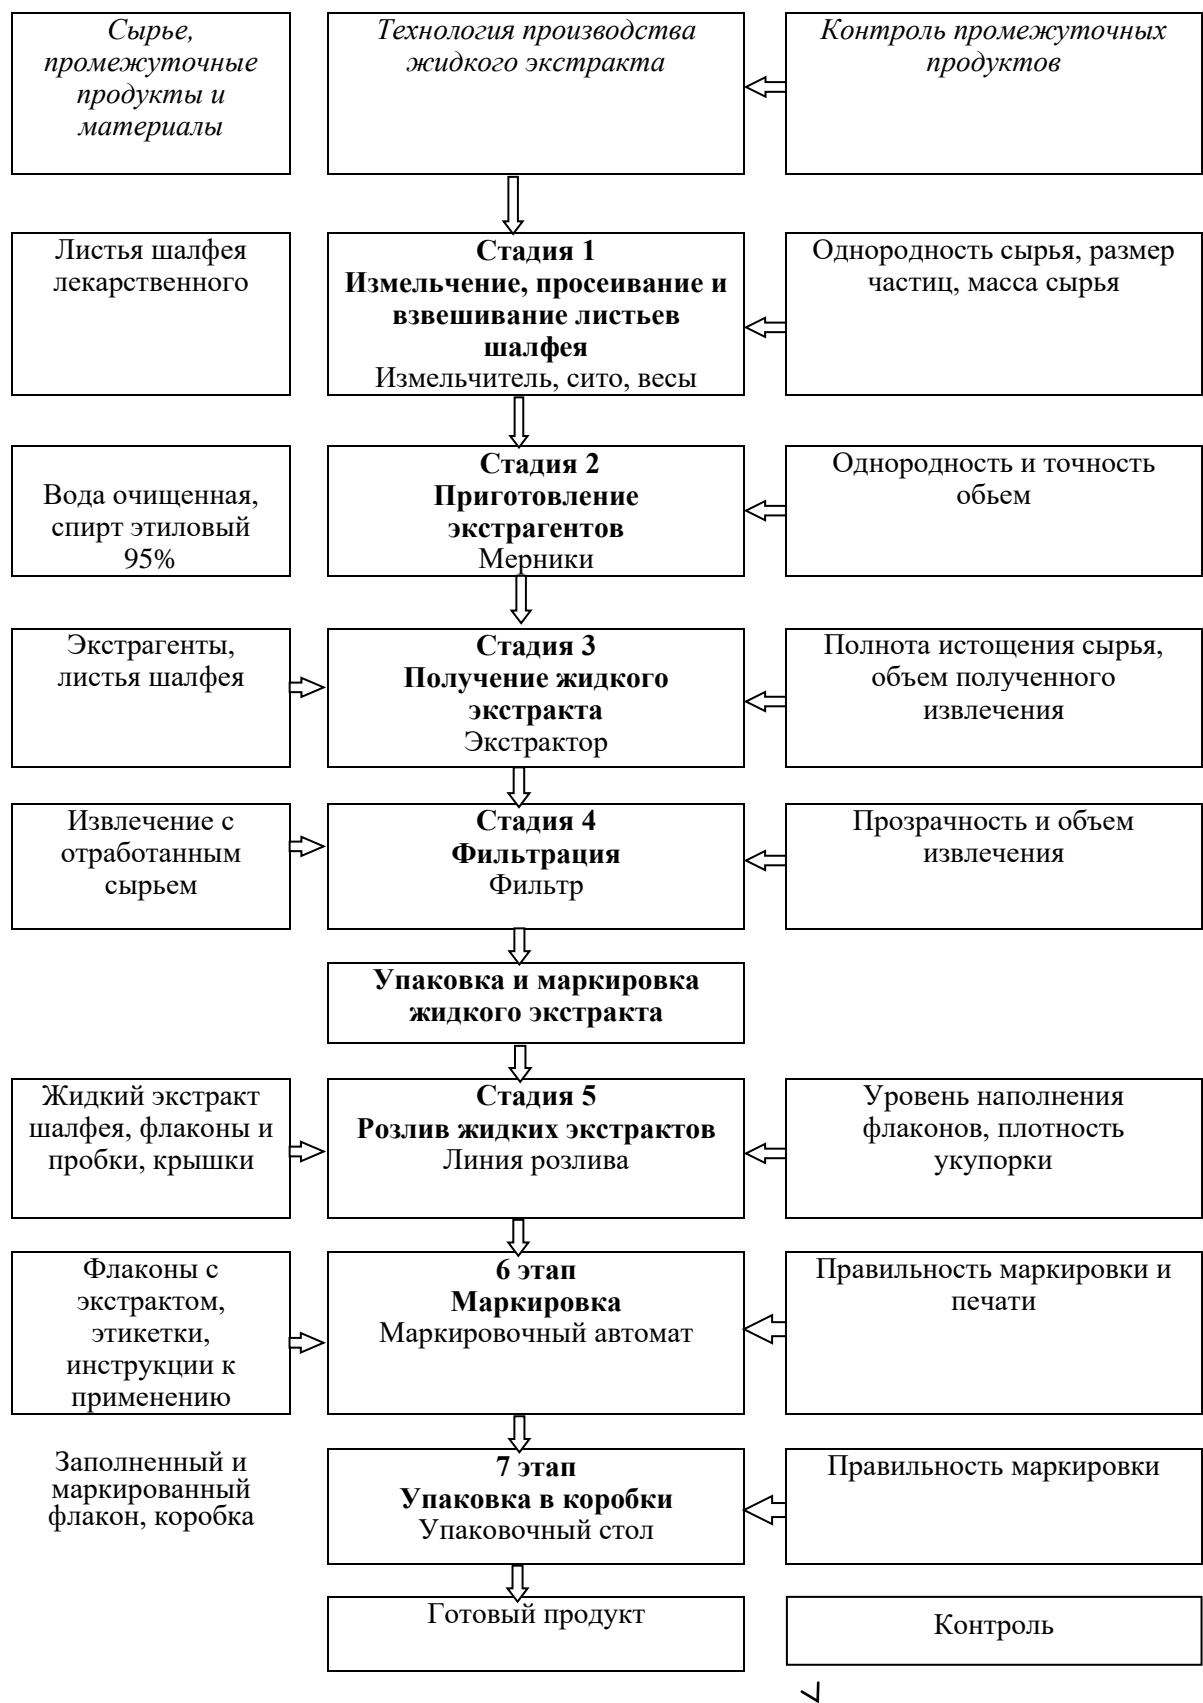 Сырье,
промежуточные
продукты и
материалы
Технология производства
жидкого экстракта
Контроль промежуточных
продуктов
Листья шалфея
лекарственного
Стадия 1
Измельчение, просеивание и
взвешивание листьев
шалфея
Измельчитель, сито, весы
Однородность сырья, размер
частиц, масса сырья
Вода очищенная,
спирт этиловый
95%
Стадия 2
Приготовление
экстрагентов
Мерники
Однородность и точность
обьем
Экстрагенты,
листья шалфея
Стадия 3
Получение жидкого
экстракта
Экстрактор
Полнота истощения сырья,
объем полученного
извлечения
Извлечение с
отработанным
сырьем
Стадия 4
Фильтрация
Фильтр
Прозрачность и объем
извлечения
Упаковка и маркировка
жидкого экстракта
Жидкий экстракт
шалфея, флаконы и
пробки, крышки
Стадия 5
Розлив жидких экстрактов
Линия розлива
Уровень наполнения
флаконов, плотность
укупорки
Флаконы с
экстрактом,
этикетки,
инструкции к
применению
6 этап
Маркировка
Маркировочный автомат
Правильность маркировки и
печати
Заполненный и
маркированный
флакон, коробка
7 этап
Упаковка в коробки
Упаковочный стол
Правильность маркировки
Готовый продукт
Контроль